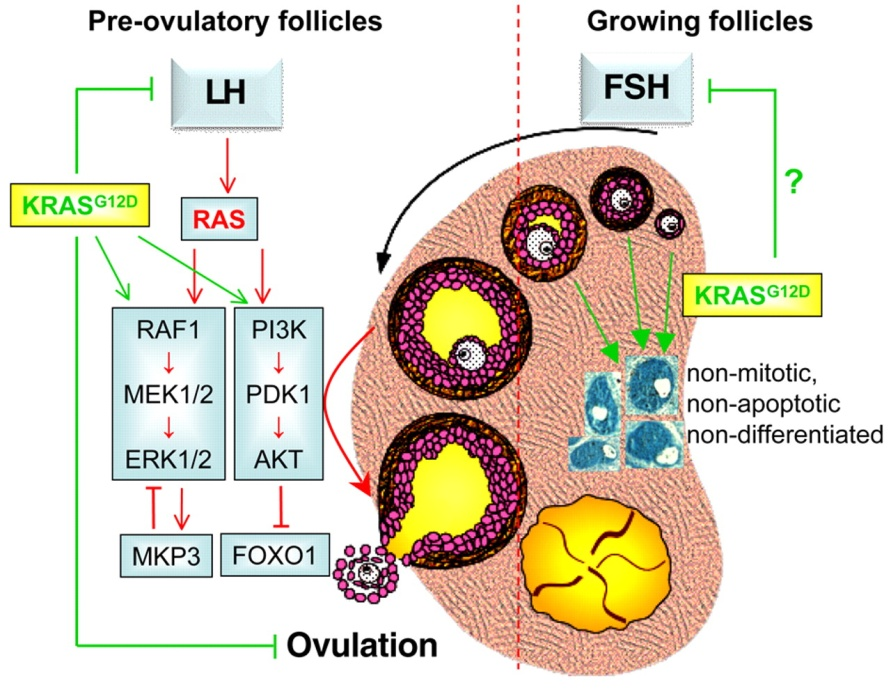 Pre-ovulatory follicles
Growing follicles
LH
FSH
KRASG12D
RAS
?
KRASG12D
RAF1
MEK1/2
ERK1/2
PI3K
PDK1
AKT
MKP3
FOXO1
non-mitotic,
non-apoptotic
non-differentiated
Ovulation